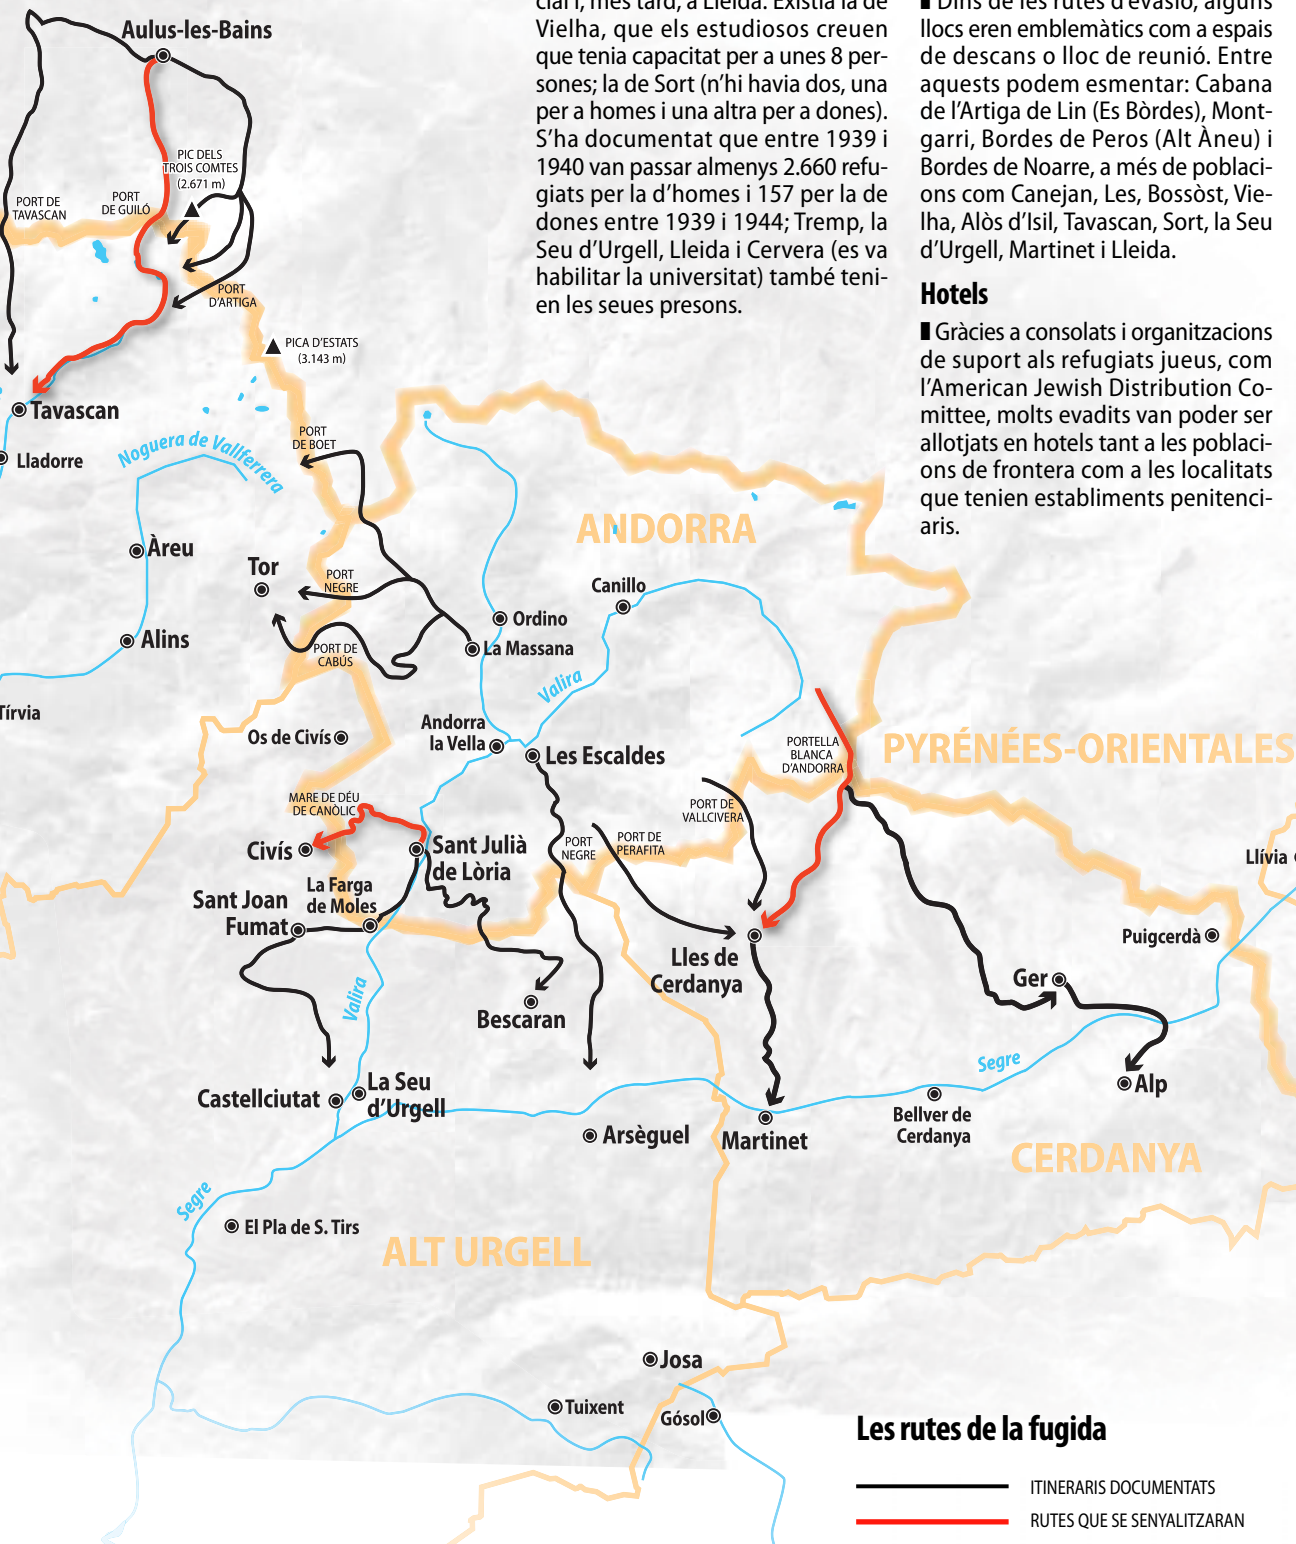 cial i, més tard, a Lleida. Existia la de
Vielha, que els estudiosos creuen
que tenia capacitat per a unes 8 per-
sones; la de Sort (n’hi havia dos, una
per a homes i una altra per a dones).
S’ha documentat que entre 1939 i
1940 van passar almenys 2.660 refu-
giats per la d’homes i 157 per la de
dones entre 1939 i 1944; Tremp, la
Seu d’Urgell, Lleida i Cervera (es va
habilitar la universitat) també teni-
en les seues presons.
Dins de les rutes d’evasió, alguns
llocs eren emblemàtics com a espais
de descans o lloc de reunió. Entre
aquests podem esmentar: Cabana
de l’Artiga de Lin (Es Bòrdes), Mont-
garri, Bordes de Peros (Alt Àneu) i
Bordes de Noarre, a més de poblaci-
ons com Canejan, Les, Bossòst, Vie-
lha, Alòs d’Isil, Tavascan, Sort, la Seu
d’Urgell, Martinet i Lleida.
Hotels
Gràcies a consolats i organitzacions
de suport als refugiats jueus, com
l’American Jewish Distribution Co-
mittee, molts evadits van poder ser
allotjats en hotels tant a les poblaci-
ons de frontera com a les localitats
que tenien establiments penitenci-
aris.
Aulus-les-Bains
PIC DELS
TROIS COMTES
(2.671 m)
PORT DE
TAVASCAN
PORT
DE GUILÓ
PORT
D’ARTIGA
PICA D’ESTATS
(3.143 m)
Tavascan
Lladorre
Noguera de Vallferrera
PORT
DE BOET
ANDORRA
Àreu
Tor
PORT
NEGRE
Canillo
Ordino
Alins
La Massana
PORT DE
CABÚS
Valira
Tírvia
Os de Civís
Andorra
la Vella
Les Escaldes
PORTELLA
BLANCA
D’ANDORRA
PYRÉNÉES-ORIENTALES
MARE DE DÉU
DE CANÒLIC
PORT DE
VALLCIVERA
Civís
Sant Julià
de Lòria
PORT
NEGRE
PORT DE
PERAFITA
Llívia
La Farga
de Moles
Sant Joan
Fumat
Puigcerdà
Lles de
Cerdanya
Ger
Valira
Bescaran
Segre
Castellciutat
La Seu
d’Urgell
Alp
Bellver de
Cerdanya
Arsèguel
Martinet
CERDANYA
Segre
El Pla de S. Tirs
ALT URGELL
Josa
Tuixent
Gósol
Les rutes de la fugida
ITINERARIS DOCUMENTATS
RUTES QUE SE SENYALITZARAN